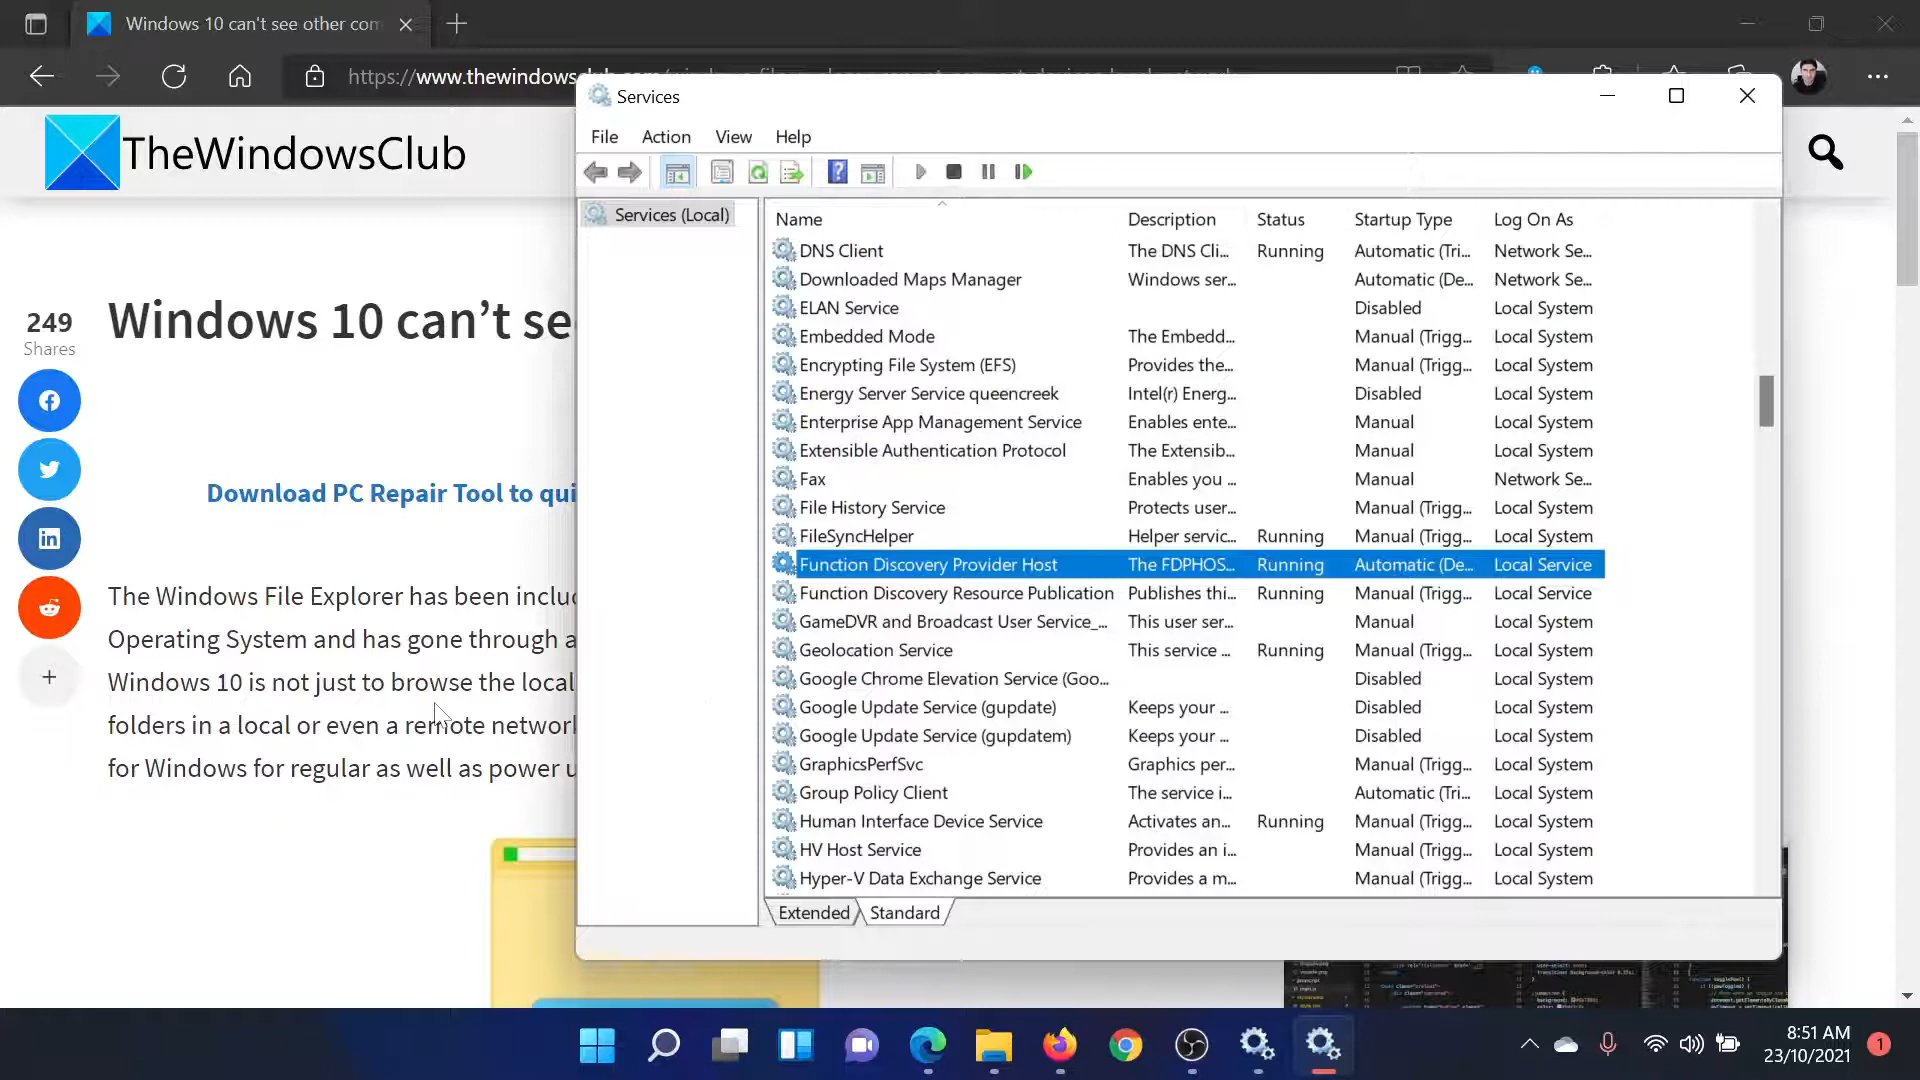 Windows 10 can't see other com
https://www.thewindowsclub.com/
TheWindowsClub
249
Shares
Windows 10 can’t se
Download PC Repair Tool to qui
The Windows File Explorer has been inclu
Operating System and has gone through a
Windows 10 is not just to browse the local
folders in a local or even a remote network
for Windows for regular as well as power u
Services
File Action View Help
Services (Local)
Name Description Status Startup Type Log On As
DNS Client The DNS Cli... Running Automatic (Tri... Network Se...
Downloaded Maps Manager Windows ser... Automatic (De... Network Se...
ELAN Service Disabled Local System
Embedded Mode The Embedd... Manual (Trigg... Local System
Encrypting File System (EFS) Provides the... Manual (Trigg... Local System
Energy Server Service queencreek Intel(r) Energ... Disabled Local System
Enterprise App Management Service Enables ente... Manual Local System
Extensible Authentication Protocol The Extensib... Manual Local System
Fax Enables you ... Manual Network Se...
File History Service Protects user... Manual (Trigg... Local System
FileSyncHelper Helper servic... Running Manual (Trigg... Local System
Function Discovery Provider Host The FDPHOS... Running Automatic (De... Local Service
Function Discovery Resource Publication Publishes thi... Running Manual (Trigg... Local Service
GameDVR and Broadcast User Service_... This user ser... Manual Local System
Geolocation Service This service ... Running Manual (Trigg... Local System
Google Chrome Elevation Service (Goo... Disabled Local System
Google Update Service (gupdate) Keeps your ... Disabled Local System
Google Update Service (gupdatem) Keeps your ... Disabled Local System
GraphicsPerfSvc Graphics per... Manual (Trigg... Local System
Group Policy Client The service i... Automatic (Tri... Local System
Human Interface Device Service Activates an... Running Manual (Trigg... Local System
HV Host Service Provides an i... Manual (Trigg... Local System
Hyper-V Data Exchange Service Provides a m... Manual (Trigg... Local System
Extended Standard
8:51 AM
23/10/2021
1